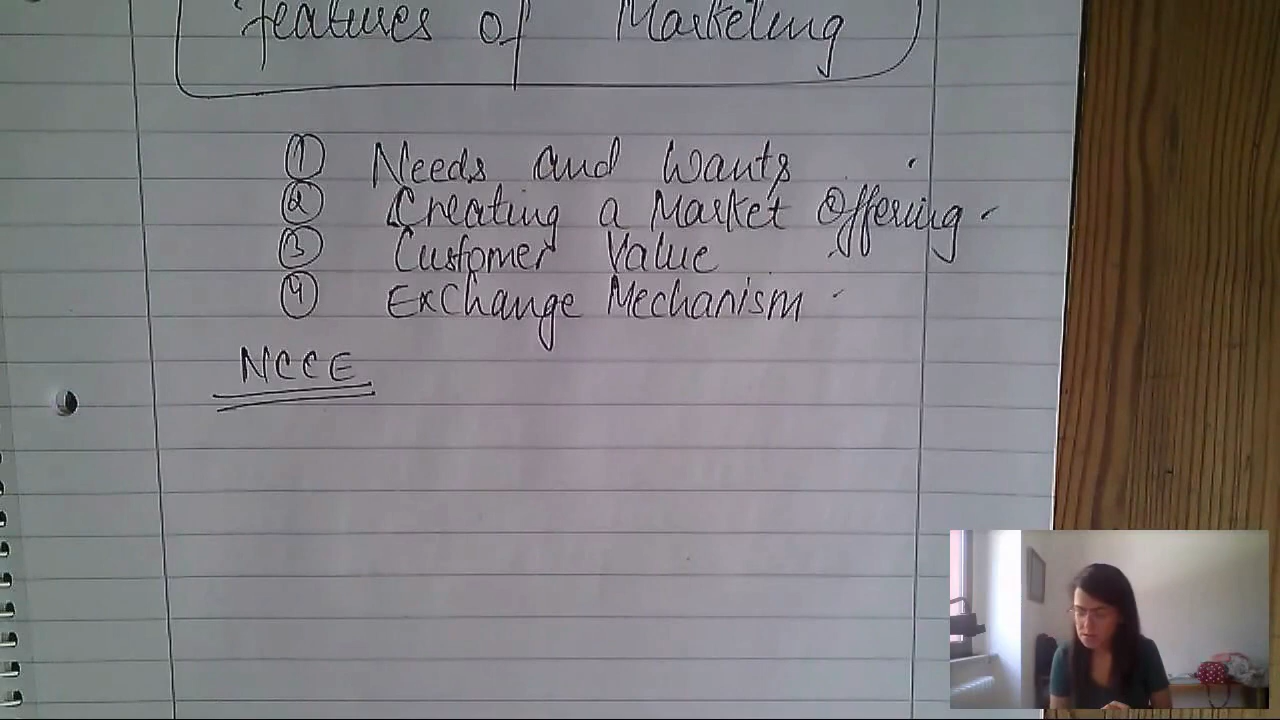 features of Marketing
1 Needs and Wants
2 Creating a Market Offering
3 Customer Value
4 Exchange Mechanism
NCCE